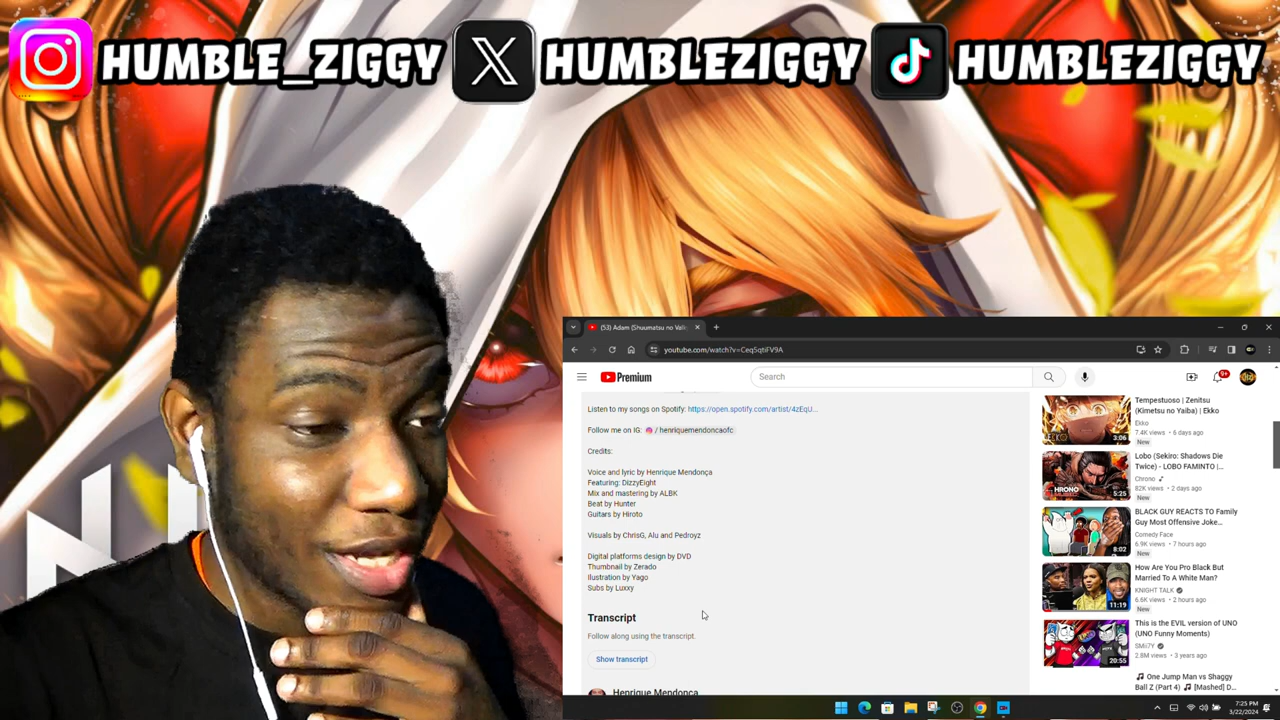 HUMBLE_ZIGGY
HUMBLEZIGGY
HUMBLEZIGGY
(53) Adam (Shuumatsu no Valk
youtube.com/watch?v=Ceq5qtiFV9A
Premium
Search
9+
Listen to my songs on Spotify: https://open.spotify.com/artist/4zEqU...
Follow me on IG: / henriquemendoncaofc
Credits:
Voice and lyric by Henrique Mendonça
Featuring: DizzyEight
Mix and mastering by ALBK
Beat by Hunter
Guitars by Hiroto
Visuals by ChrisG, Alu and Pedroyz
Digital platforms design by DVD
Thumbnail by Zerado
Ilustration by Yago
Subs by Luxxy
Transcript
Follow along using the transcript.
Show transcript
Henrique Mendonça
EKKO
3:06
Tempestuoso | Zenitsu
(Kimetsu no Yaiba) | Ekko
Ekko
7.4K views • 6 days ago
New
HRONO
5:25
Lobo (Sekiro: Shadows Die
Twice) - LOBO FAMINTO |...
Chrono
82K views • 2 days ago
New
8:02
BLACK GUY REACTS TO Family
Guy Most Offensive Joke...
Comedy Face
6.9K views • 7 hours ago
New
11:19
How Are You Pro Black But
Married To A White Man?
KNIGHT TALK
6.6K views • 2 hours ago
New
20:55
This is the EVIL version of UNO
(UNO Funny Moments)
SMii7Y
2.8M views • 3 years ago
One Jump Man vs Shaggy
Ball Z (Part 4) [Mashed] D...
7:25 PM
3/22/2024